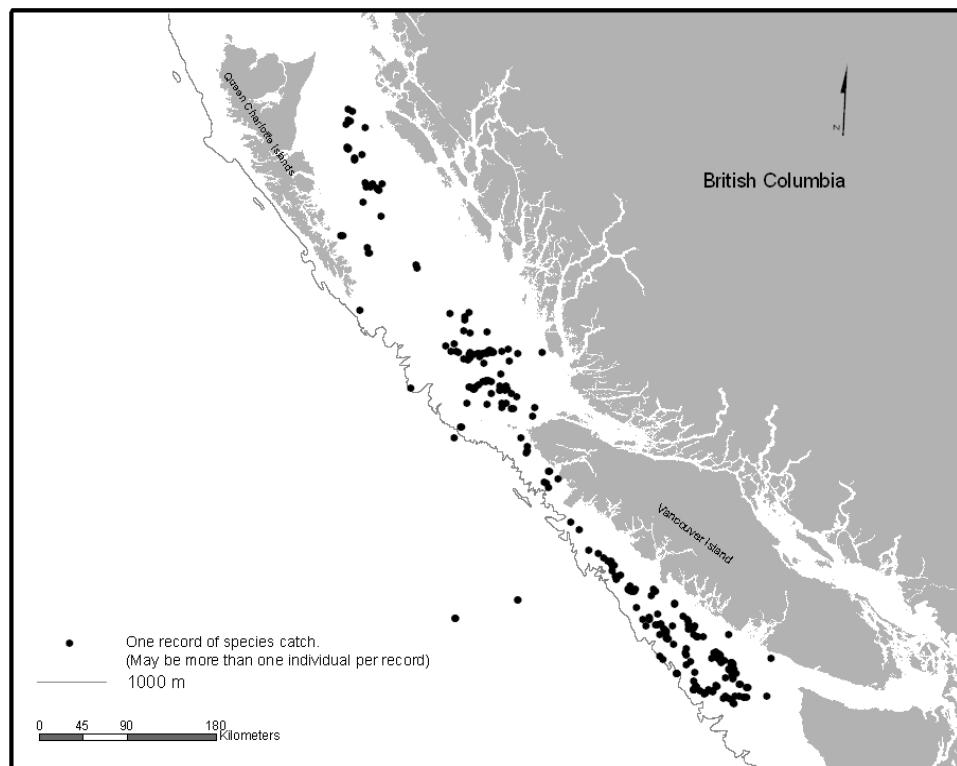 Queen Charlotte Islands
N
British Columbia
Vancouver Island
One record of species catch.
(May be more than one individual per record)
1000 m
0 45 90 180
Kilometers